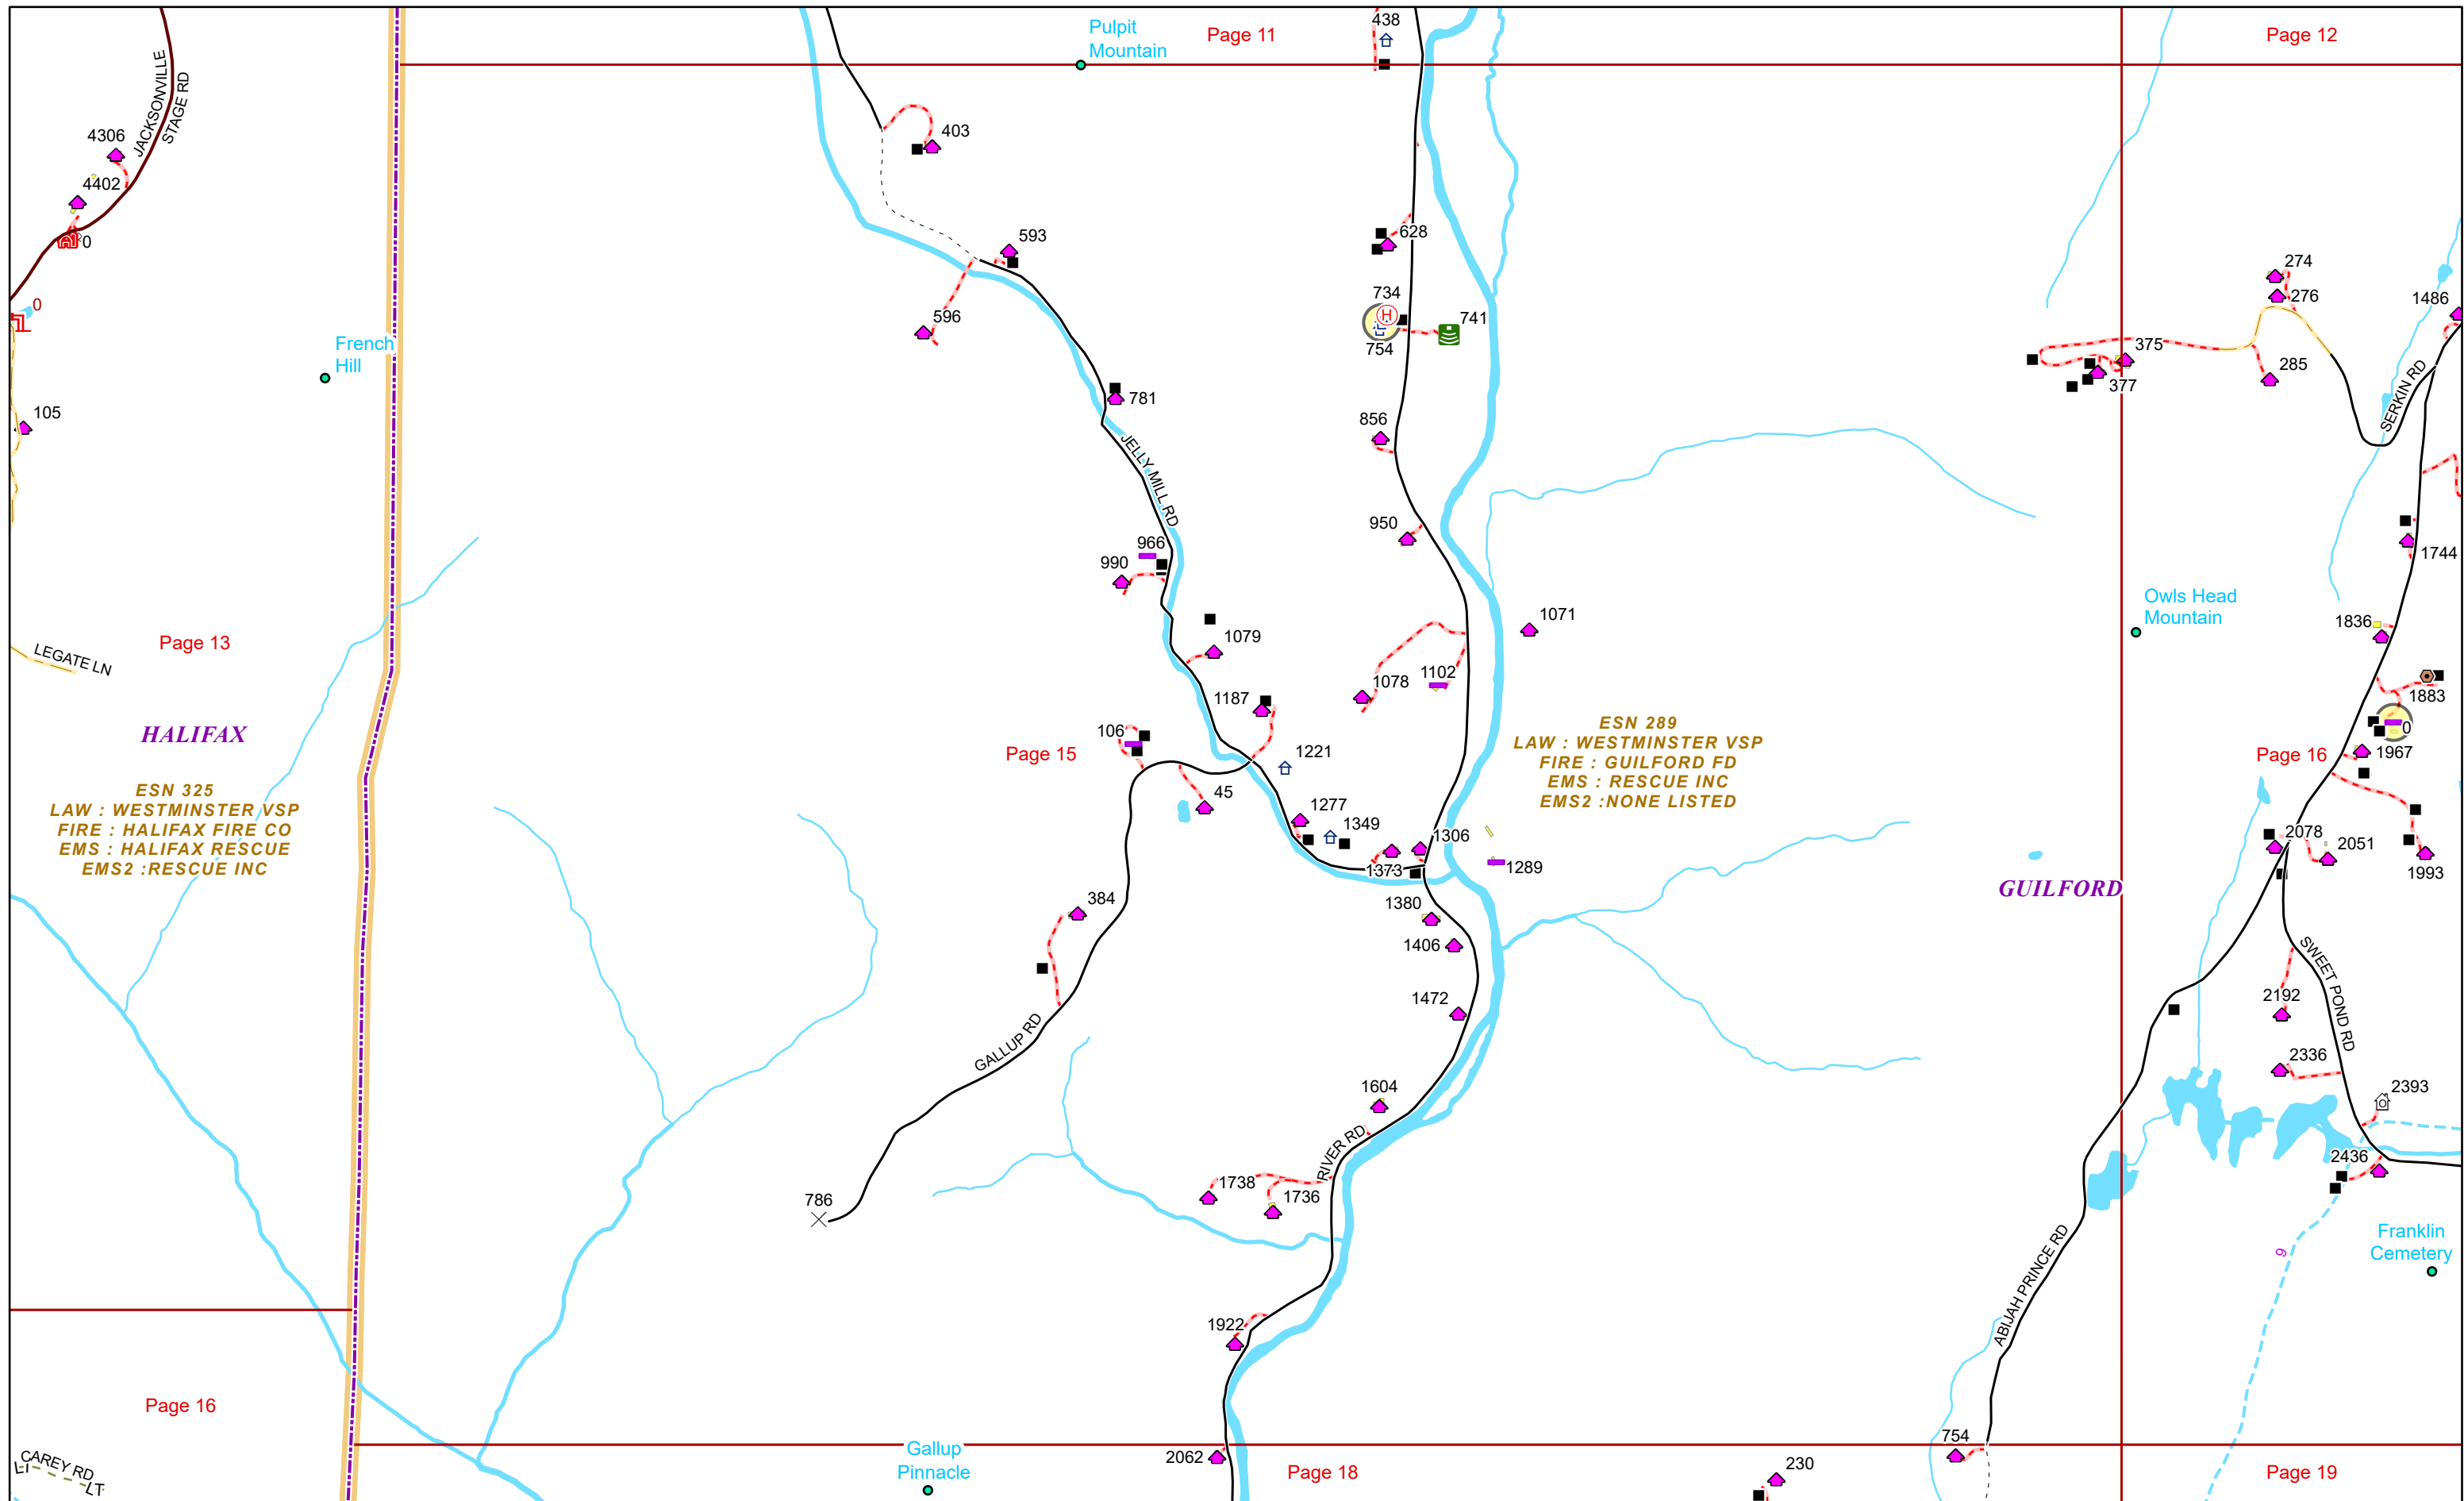 Pulpit
Mountain
Page 11
438
Page 12
JACKSONVILLE
STAGE RD
4306
403
4402
0
593
628
274
276
1486
0
596
734
741
754
French
Hill
375
285
377
SERKIN RD
105
781
856
JELLY MILL RD
950
966
990
1744
Owls Head
Mountain
1071
1836
1079
Page 13
LEGATE LN
1078
1102
1883
1187
0
HALIFAX
106
Page 15
1221
ESN 289
LAW : WESTMINSTER VSP
FIRE : GUILFORD FD
EMS : RESCUE INC
EMS2 :NONE LISTED
Page 16
1967
ESN 325
LAW : WESTMINSTER VSP
FIRE : HALIFAX FIRE CO
EMS : HALIFAX RESCUE
EMS2 :RESCUE INC
45
1277
1349
1306
2078
2051
1373
1289
1993
GUILFORD
384
1380
1406
SWEET POND RD
1472
2192
GALLUP RD
2336
1604
2393
RIVER RD
2436
1738
1736
786
Franklin
Cemetery
9
ABIJAH PRINCE RD
1922
Page 16
754
Gallup
Pinnacle
2062
Page 18
230
Page 19
CAREY RD
LT
LT
H